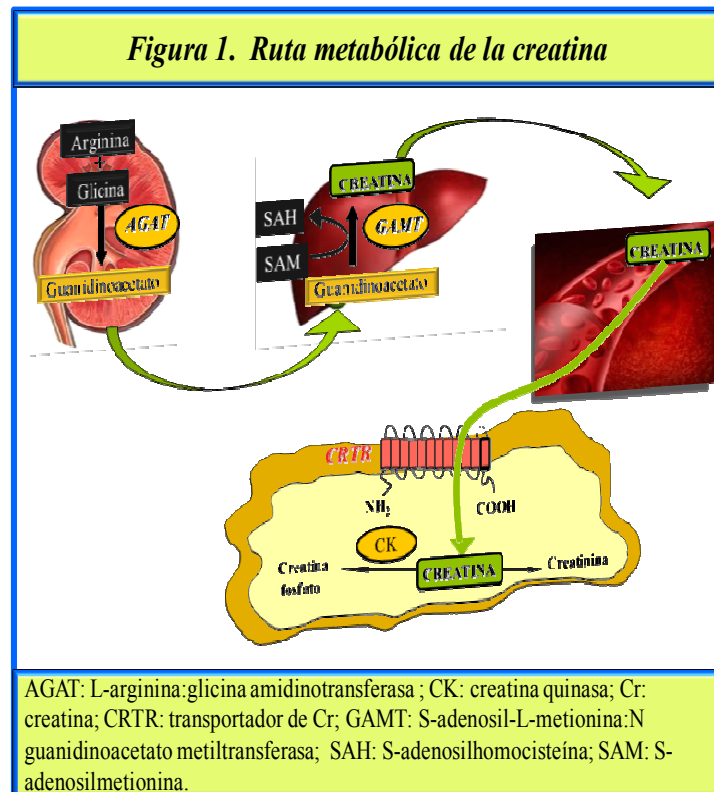 Figura 1. Ruta metabólica de la creatina
Arginina
+
Glicina
AGAT
Guanidinoacetato
CREATINA
SAH
GAMT
SAM
Guanidinoacetato
CREATINA
CRTR
NH2
COOH
CK
Creatina
fosfato
CREATINA
Creatinina
AGAT: L-arginina:glicina amidinotransferasa ; CK: creatina quinasa; Cr:
creatina; CRTR: transportador de Cr; GAMT: S-adenosil-L-metionina:N
guanidinoacetato metiltransferasa; SAH: S-adenosilhomocisteína; SAM: S-
adenosilmetionina.